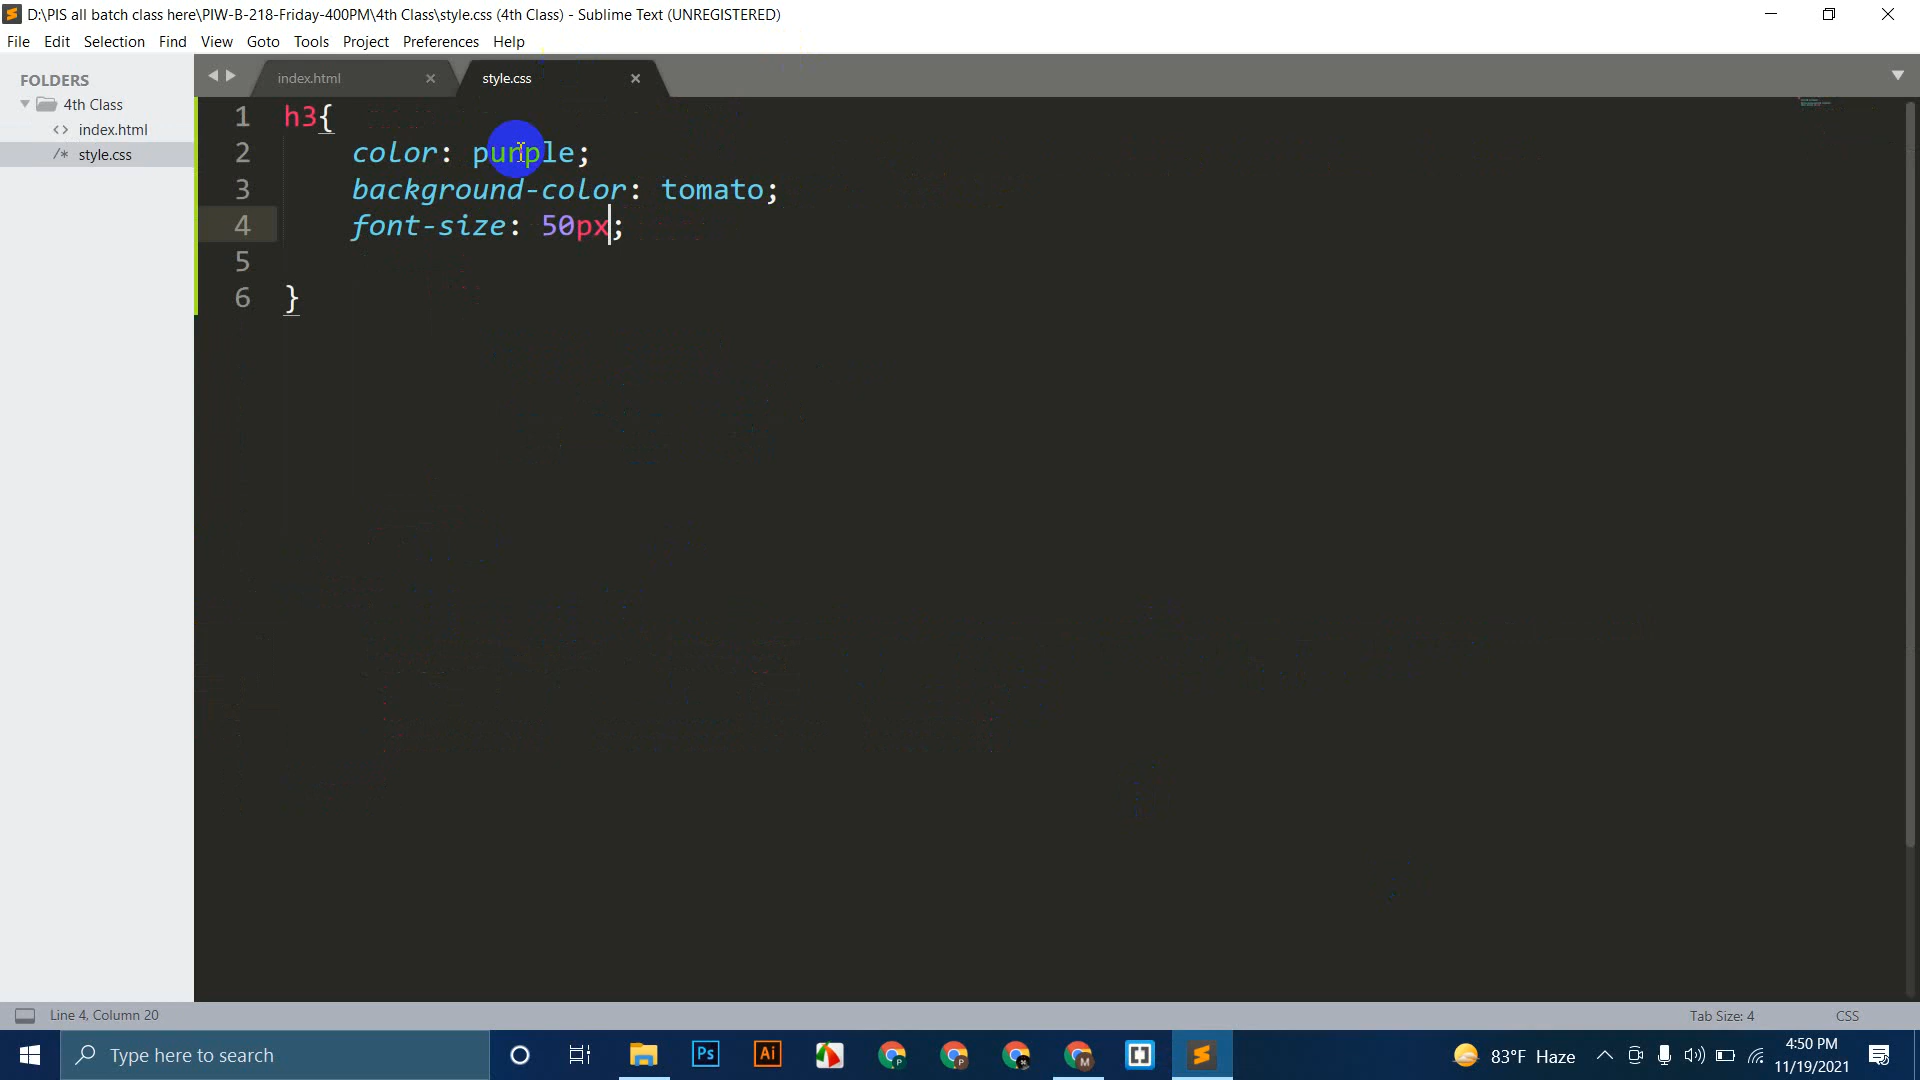 D:\PIS all batch class here\PIW-B-218-Friday-400PM\4th Class\style.css (4th Class) - Sublime Text (UNREGISTERED)
File Edit Selection Find View Goto Tools Project Preferences Help
FOLDERS
4th Class
<> index.html
/* style.css
index.html
style.css
1 h3{
2 color: purple;
3 background-color: tomato;
4 font-size: 50px;
5
6 }
Line 4, Column 20
Tab Size: 4
CSS
Type here to search
Ps
Ai
83°F Haze
4:50 PM
11/19/2021